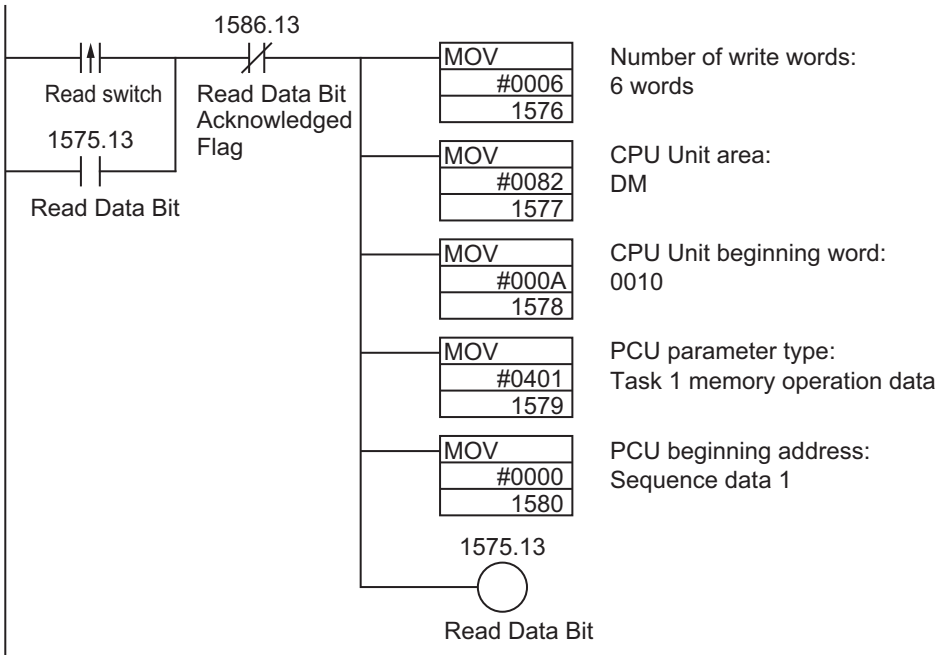 1586.13
Read switch
Read Data Bit
Acknowledged
Flag
1575.13
Read Data Bit
MOV
#0006
1576
Number of write words:
6 words
MOV
#0082
1577
CPU Unit area:
DM
MOV
#000A
1578
CPU Unit beginning word:
0010
MOV
#0401
1579
PCU parameter type:
Task 1 memory operation data
MOV
#0000
1580
PCU beginning address:
Sequence data 1
1575.13
Read Data Bit